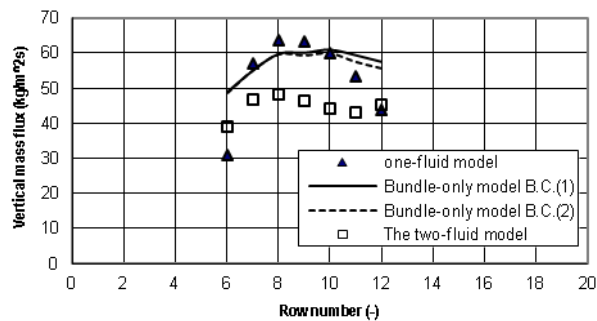 Vertical mass flux (kg/m^2s)
70
60
50
40
30
20
10
0
one-fluid model
Bundle-only model B.C.(1)
Bundle-only model B.C.(2)
The two-fluid model
0 2 4 6 8 10 12 14 16 18 20
Row number (-)